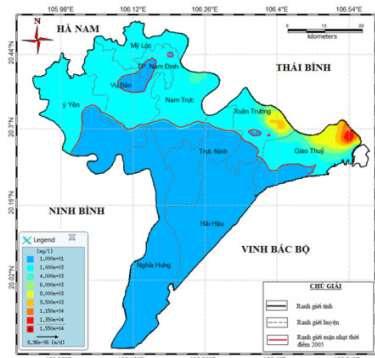 105.98°E 106.12°E 106.26°E 106.4°E 106.54°E
HÀ NAM
kilometers
Mỹ Lộc
20.44°N
TP. Nam Định
THÁI BÌNH
Vụ Bản
ý Yên
Nam Trực
Xuân Trường
20.3°N
Giao Thuỷ
Trực Ninh
20.16°N
NINH BÌNH
Hải Hậu
VINH BẮC BỘ
Legend
[mg/l]
1,000e+01
1,000e+03
2,000e+03
4,000e+03
6,000e+03
8,000e+03
9,500e+03
1,150e+04
1,350e+04
1,550e+04
Nghĩa Hưng
20.02°N
CHÚ GIẢI
Ranh giới tỉnh
Ranh giới huyện
Ranh giới mặn nhạt thời
điểm 2005